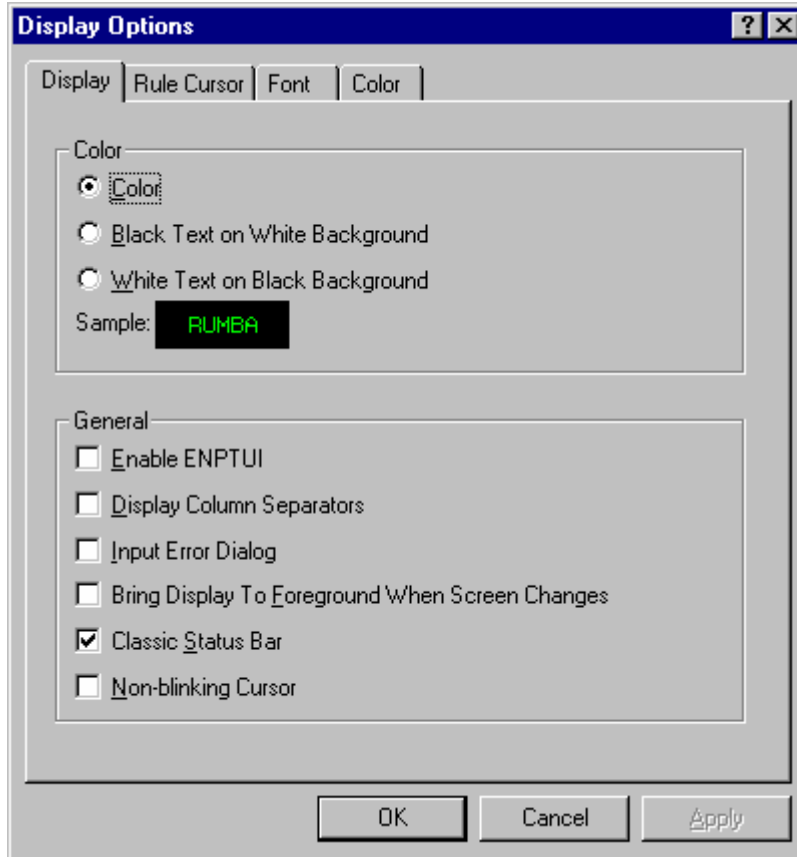 Display Options
Display Rule Cursor Font Color
Color
Color
Black Text on White Background
White Text on Black Background
Sample: RUMBA
General
Enable ENPTUI
Display Column Separators
Input Error Dialog
Bring Display To Foreground When Screen Changes
Classic Status Bar
Non-blinking Cursor
OK Cancel Apply